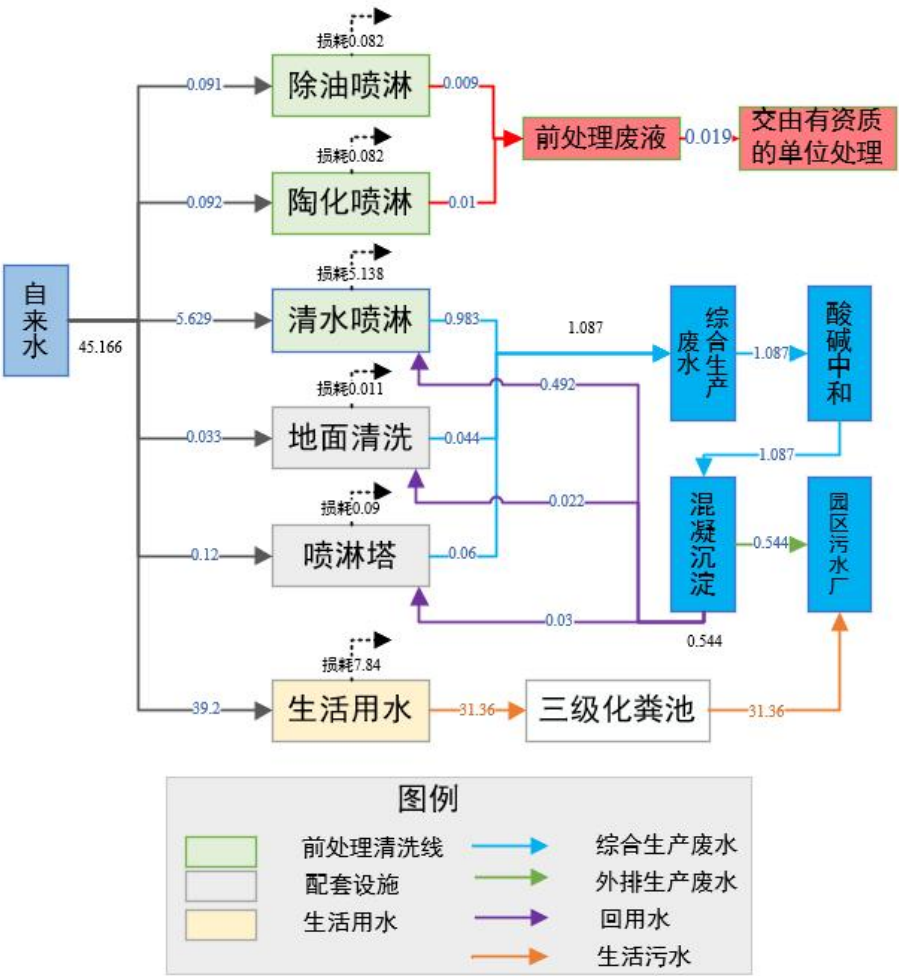 损耗0.082
0.091
除油喷淋
0.009
前处理废液
0.019
交由有资质
的单位处理
损耗0.082
0.092
陶化喷淋
0.01
自来水
45.166
损耗5.138
5.629
清水喷淋
0.983
1.087
综合生产
废水
1.087
酸碱中和
0.492
损耗0.011
0.033
地面清洗
0.044
1.087
0.022
损耗0.09
0.12
喷淋塔
0.06
混凝沉淀
0.544
园区污水厂
0.03
0.544
损耗7.84
39.2
生活用水
31.36
三级化粪池
31.36
图例
前处理清洗线
综合生产废水
配套设施
外排生产废水
生活用水
回用水
生活污水